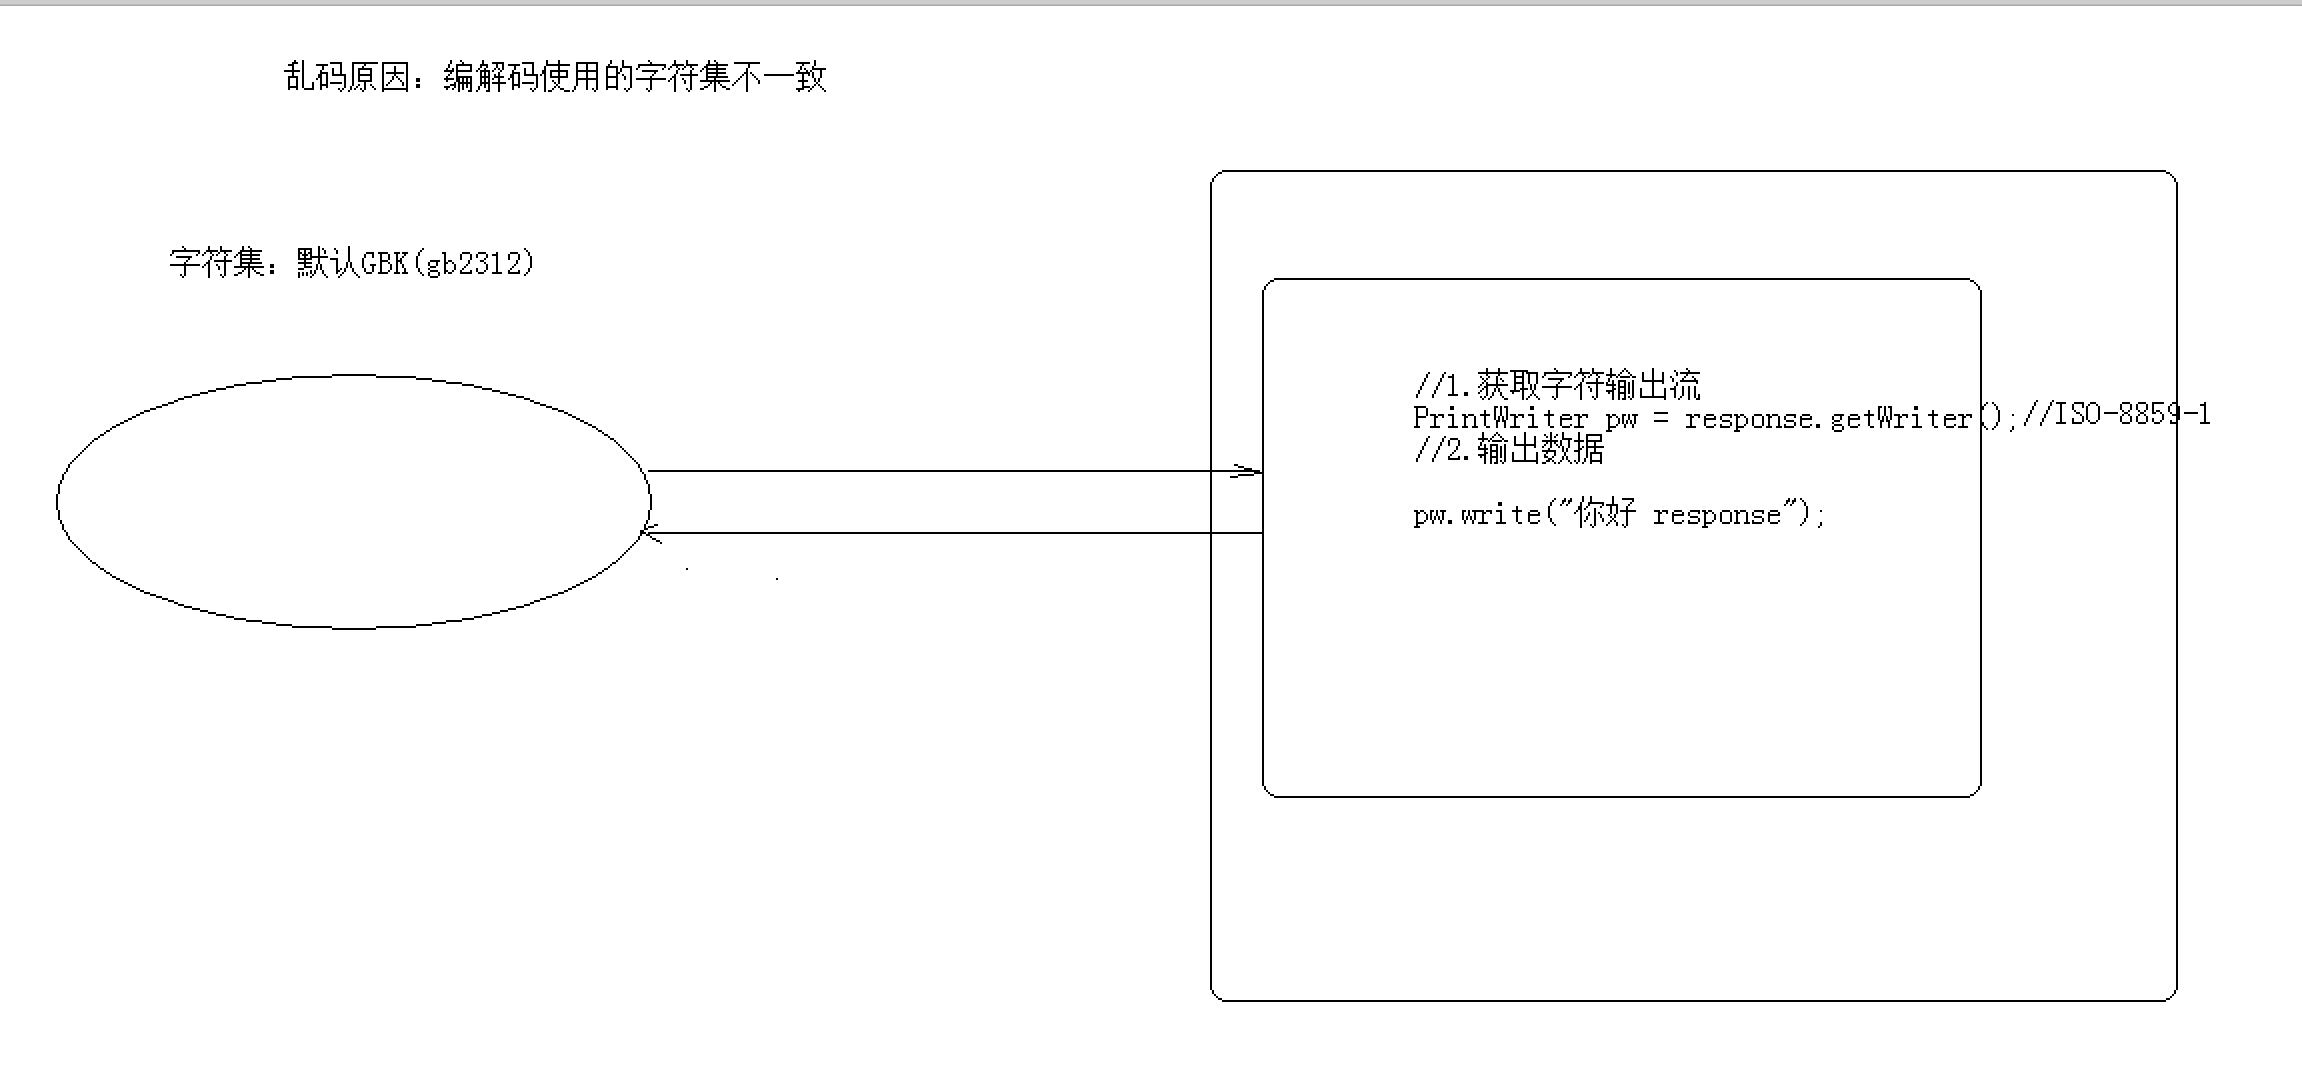 乱码原因：编解码使用的字符集不一致
字符集：默认GBK(gb2312)
//1.获取字符输出流
PrintWriter pw = response.getWriter();//ISO-8859-1
//2.输出数据
pw.write("你好 response");